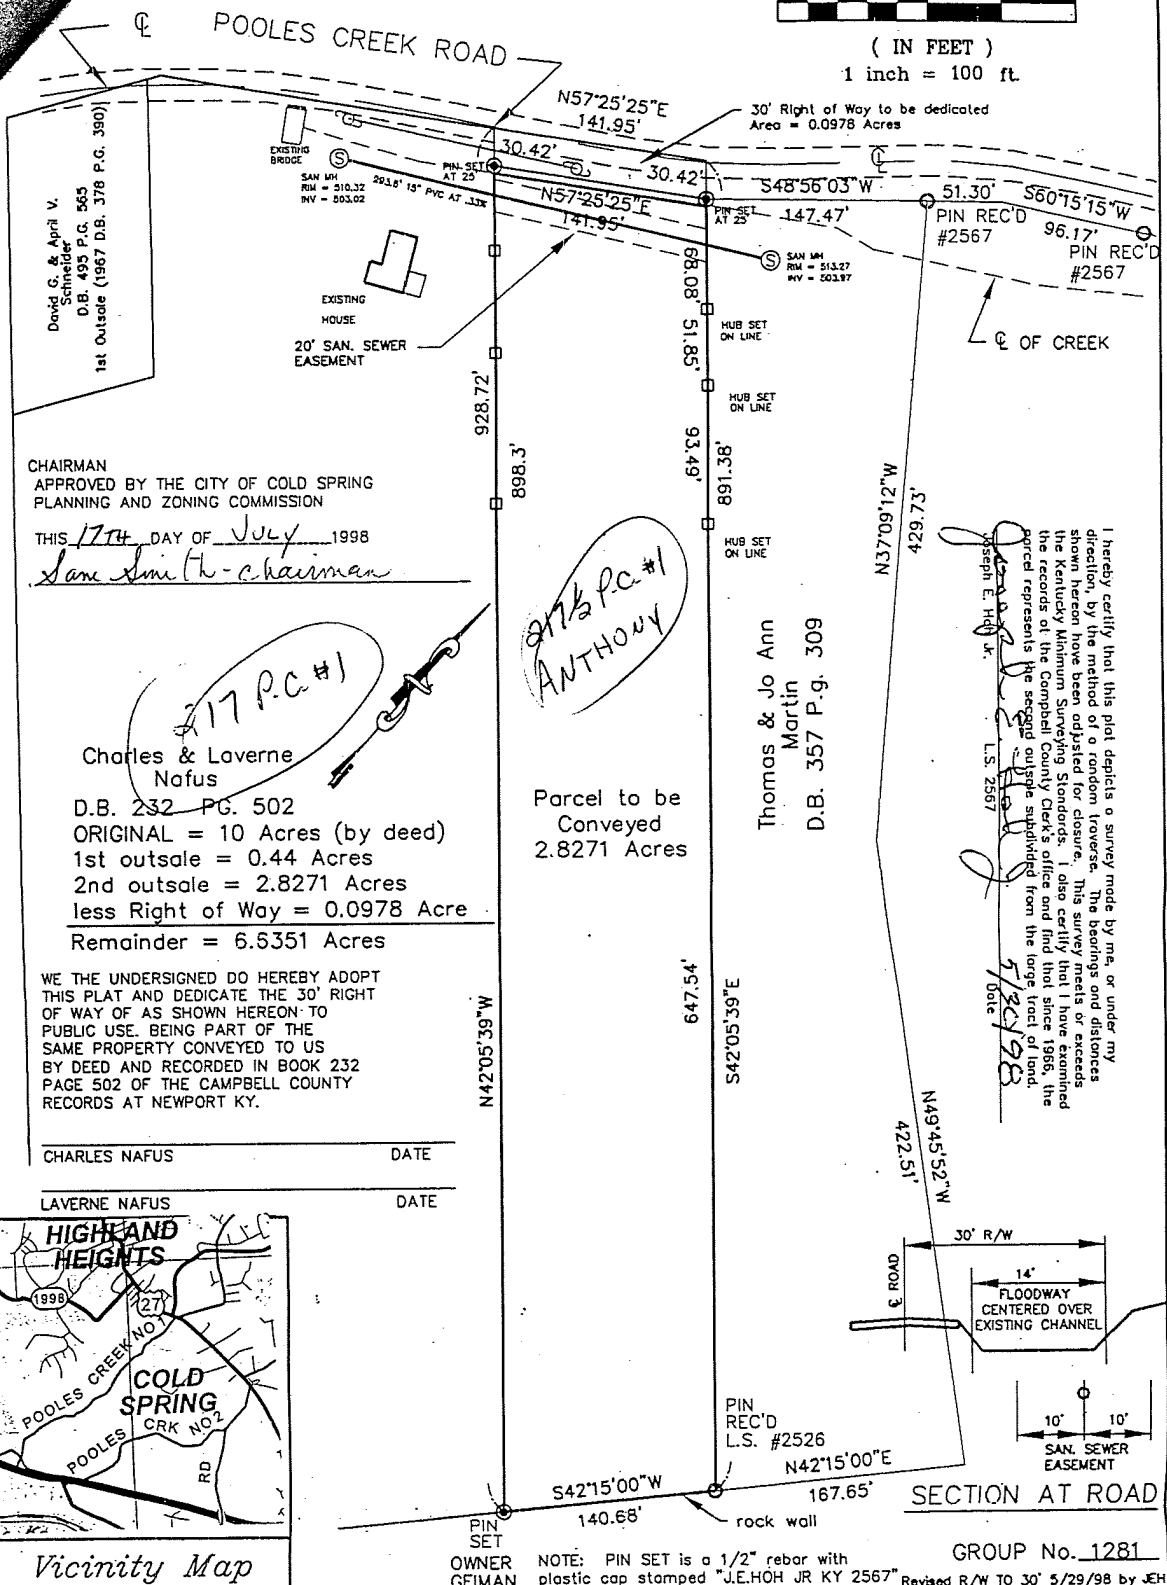 ℄ POOLES CREEK ROAD
( IN FEET )
1 inch = 100 ft.
N57°25'25"E
141.95'
30' Right of Way to be dedicated
Area = 0.0978 Acres
David G. & April V.
Schneider
D.B. 495 P.G. 565
1st Outsale (1967 D.B. 378 P.G. 390)
EXISTING
BRIDGE
SAN MH
RIM = 510.32
INV = 503.02
293.8' 15" PVC AT .33%
PIN SET
AT 25'
30.42'
30.42'
N57°25'25"E
141.95'
PIN SET
AT 25'
℄
S48°56'03"W
147.47'
51.30'
PIN REC'D
#2567
S60°15'15"W
96.17'
PIN REC'D
#2567
SAN MH
RIM = 513.27
INV = 503.97
℄ OF CREEK
EXISTING
HOUSE
20' SAN. SEWER
EASEMENT
68.08'
51.85'
93.49'
HUB SET
ON LINE
HUB SET
ON LINE
HUB SET
ON LINE
928.72'
898.3'
891.38'
N37°09'12"W
429.73'
CHAIRMAN
APPROVED BY THE CITY OF COLD SPRING
PLANNING AND ZONING COMMISSION
THIS 17TH DAY OF JULY 1998
Smith - Chairman
217 P.C. #1
217½ P.C. #1
ANTHONY
Charles & Laverne
Nafus
D.B. 232 PG. 502
ORIGINAL = 10 Acres (by deed)
1st outsale = 0.44 Acres
2nd outsale = 2.8271 Acres
less Right of Way = 0.0978 Acre
Remainder = 6.6351 Acres
Parcel to be
Conveyed
2.8271 Acres
Thomas & Jo Ann
Martin
D.B. 357 P.g. 309
I hereby certify that this plat depicts a survey made by me, or under my
direction, by the method of a random traverse. The bearings and distances
shown hereon have been adjusted for closure. This survey meets or exceeds
the Kentucky Minimum Surveying Standards. I also certify that I have examined
the records ot the Campbell County Clerk's office and find that since 1966, the
parcel represents the second outsale subdivided from the large tract of land.
Joseph E. Hoh Jr. L.S. 2567 Date
5/30/98
WE THE UNDERSIGNED DO HEREBY ADOPT
THIS PLAT AND DEDICATE THE 30' RIGHT
OF WAY OF AS SHOWN HEREON TO
PUBLIC USE. BEING PART OF THE
SAME PROPERTY CONVEYED TO US
BY DEED AND RECORDED IN BOOK 232
PAGE 502 OF THE CAMPBELL COUNTY
RECORDS AT NEWPORT KY.
CHARLES NAFUS DATE
LAVERNE NAFUS DATE
N42°05'39"W
647.54'
S42°05'39"E
N49°45'52"W
422.51'
HIGHLAND
HEIGHTS
1998
27
POOLES CREEK NO 1
COLD
SPRING
POOLES CRK NO 2
RD
Vicinity Map
30' R/W
℄ ROAD
14'
FLOODWAY
CENTERED OVER
EXISTING CHANNEL
10' 10'
SAN. SEWER
EASEMENT
SECTION AT ROAD
PIN
REC'D
L.S. #2526
N42°15'00"E
167.65'
S42°15'00"W
140.68'
rock wall
PIN
SET
OWNER
GEIMAN
NOTE: PIN SET is a 1/2" rebar with
plastic cap stamped "J.E.HOH JR KY 2567"
GROUP No. 1281
Revised R/W TO 30' 5/29/98 by JEH